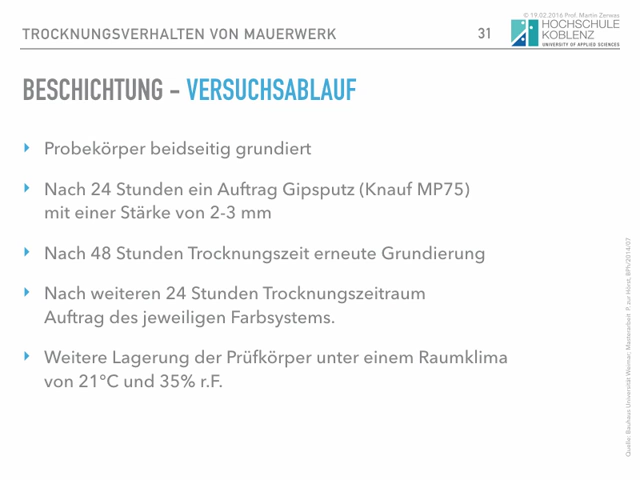 © 19.02.2016 Prof. Martin Zerwas
TROCKNUNGSVERHALTEN VON MAUERWERK
31
HOCHSCHULE
KOBLENZ
UNIVERSITY OF APPLIED SCIENCES
BESCHICHTUNG – VERSUCHSABLAUF
Probekörper beidseitig grundiert
Nach 24 Stunden ein Auftrag Gipsputz (Knauf MP75)
mit einer Stärke von 2-3 mm
Nach 48 Stunden Trocknungszeit erneute Grundierung
Nach weiteren 24 Stunden Trocknungszeitraum
Auftrag des jeweiligen Farbsystems.
Weitere Lagerung der Prüfkörper unter einem Raumklima
von 21°C und 35% r.F.
Quelle: Bauhaus Universität Weimar, Masterarbeit P. zur Hörst, BPh/2014/07